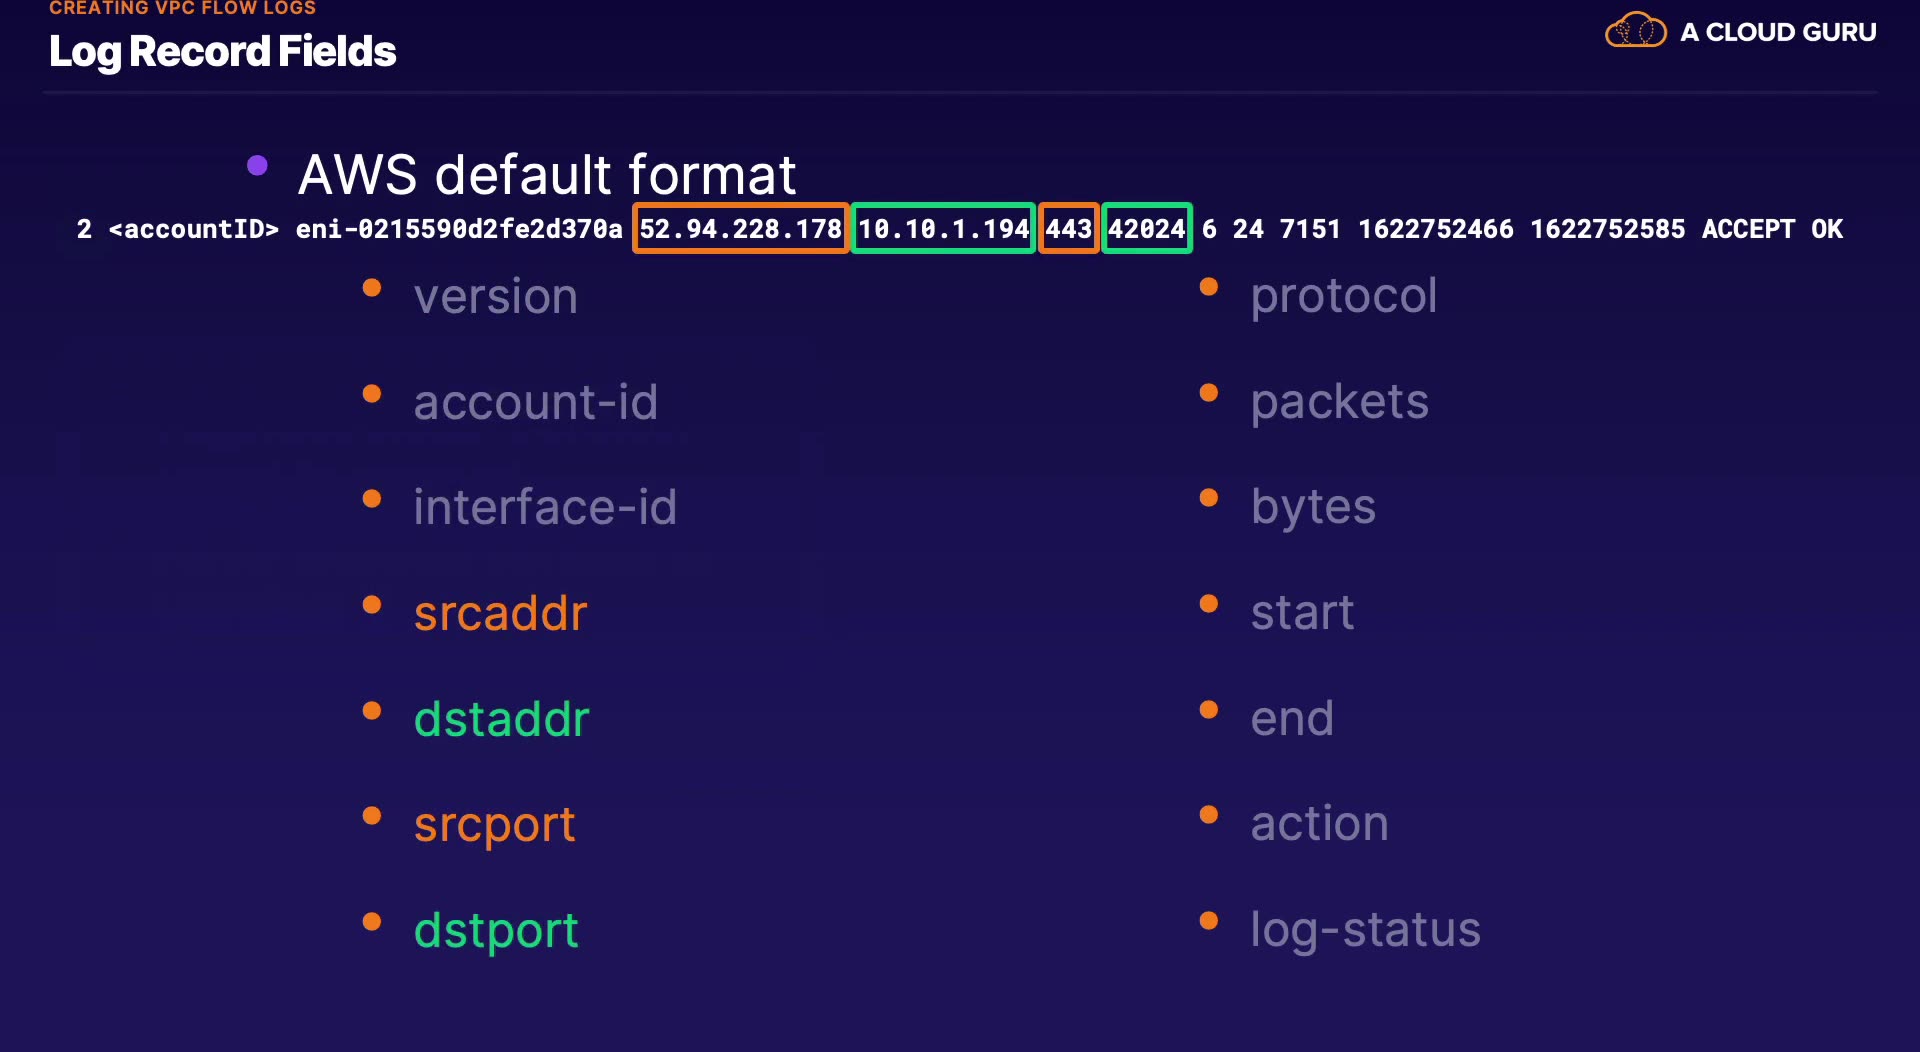 CREATING VPC FLOW LOGS
Log Record Fields
A CLOUD GURU
AWS default format
2 <accountID> eni-0215590d2fe2d370a 52.94.228.178 10.10.1.194 443 42024 6 24 7151 1622752466 1622752585 ACCEPT OK
version
account-id
interface-id
srcaddr
dstaddr
srcport
dstport
protocol
packets
bytes
start
end
action
log-status